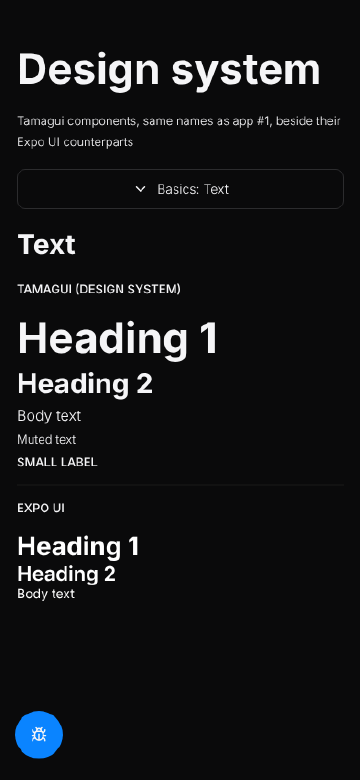 Design system
Tamagui components, same names as app #1, beside their
Expo UI counterparts
Basics: Text
Text
TAMAGUI (DESIGN SYSTEM)
Heading 1
Heading 2
Body text
Muted text
SMALL LABEL
EXPO UI
Heading 1
Heading 2
Body text